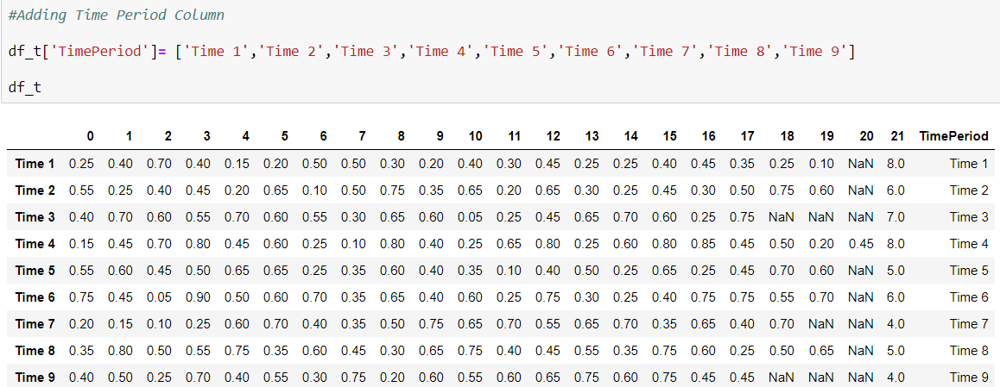 #Adding Time Period Column
df_t['TimePeriod']= ['Time 1','Time 2','Time 3','Time 4','Time 5','Time 6','Time 7','Time 8','Time 9']
df_t
0 1 2 3 4 5 6 7 8 9 10 11 12 13 14 15 16 17 18 19 20 21 TimePeriod
Time 1 0.25 0.40 0.70 0.40 0.15 0.20 0.50 0.50 0.30 0.20 0.40 0.30 0.45 0.25 0.25 0.40 0.45 0.35 0.25 0.10 NaN 8.0 Time 1
Time 2 0.55 0.25 0.40 0.45 0.20 0.65 0.10 0.50 0.75 0.35 0.65 0.20 0.65 0.30 0.25 0.45 0.30 0.50 0.75 0.60 NaN 6.0 Time 2
Time 3 0.40 0.70 0.60 0.55 0.70 0.60 0.55 0.30 0.65 0.60 0.05 0.25 0.45 0.65 0.70 0.60 0.25 0.75 NaN NaN NaN 7.0 Time 3
Time 4 0.15 0.45 0.70 0.80 0.45 0.60 0.25 0.10 0.80 0.40 0.25 0.65 0.80 0.25 0.60 0.80 0.85 0.45 0.50 0.20 0.45 8.0 Time 4
Time 5 0.55 0.60 0.45 0.50 0.65 0.65 0.25 0.35 0.60 0.40 0.35 0.10 0.40 0.50 0.25 0.65 0.25 0.45 0.70 0.60 NaN 5.0 Time 5
Time 6 0.75 0.45 0.05 0.90 0.50 0.60 0.70 0.35 0.65 0.40 0.60 0.25 0.75 0.30 0.25 0.40 0.75 0.75 0.55 0.70 NaN 6.0 Time 6
Time 7 0.20 0.15 0.10 0.25 0.60 0.70 0.40 0.35 0.50 0.75 0.65 0.70 0.55 0.65 0.70 0.35 0.65 0.40 0.70 NaN NaN 4.0 Time 7
Time 8 0.35 0.80 0.50 0.55 0.75 0.35 0.60 0.45 0.30 0.65 0.75 0.40 0.45 0.55 0.35 0.75 0.60 0.25 0.50 0.65 NaN 5.0 Time 8
Time 9 0.40 0.50 0.25 0.70 0.40 0.55 0.30 0.75 0.20 0.60 0.55 0.60 0.65 0.75 0.60 0.75 0.45 0.45 NaN NaN NaN 4.0 Time 9